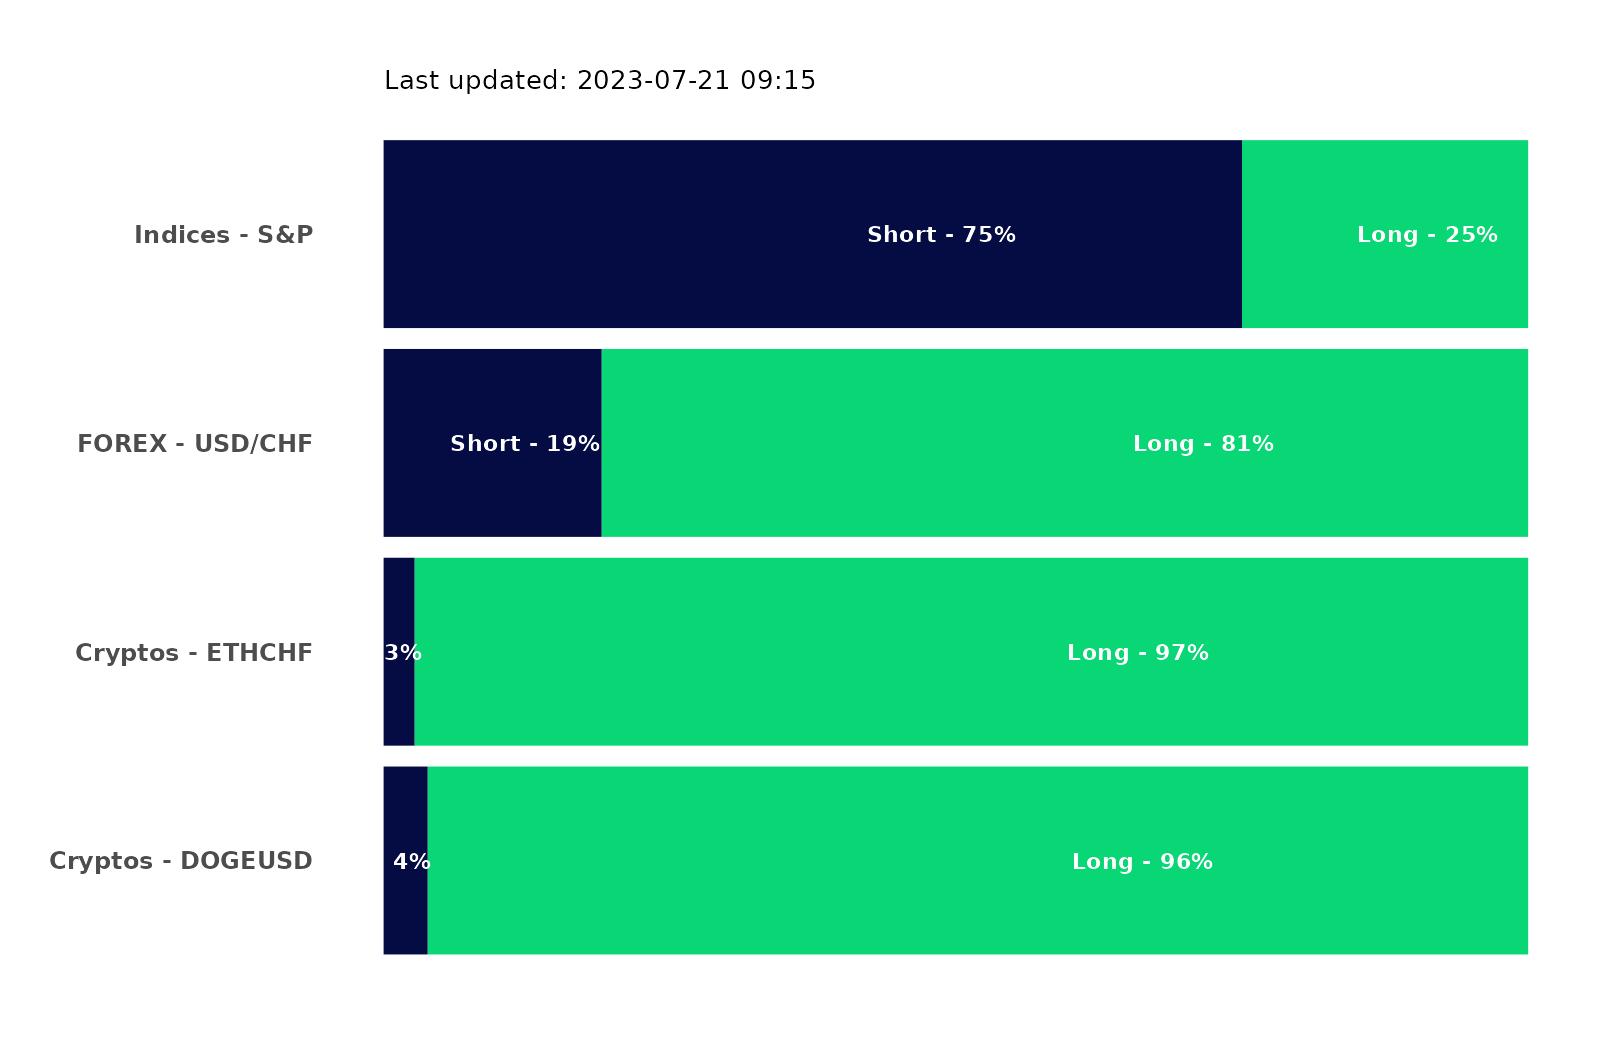 Last updated: 2023-07-21 09:15
Indices - S&P
Short - 75%
Long - 25%
FOREX - USD/CHF
Short - 19%
Long - 81%
Cryptos - ETHCHF
3%
Long - 97%
Cryptos - DOGEUSD
4%
Long - 96%